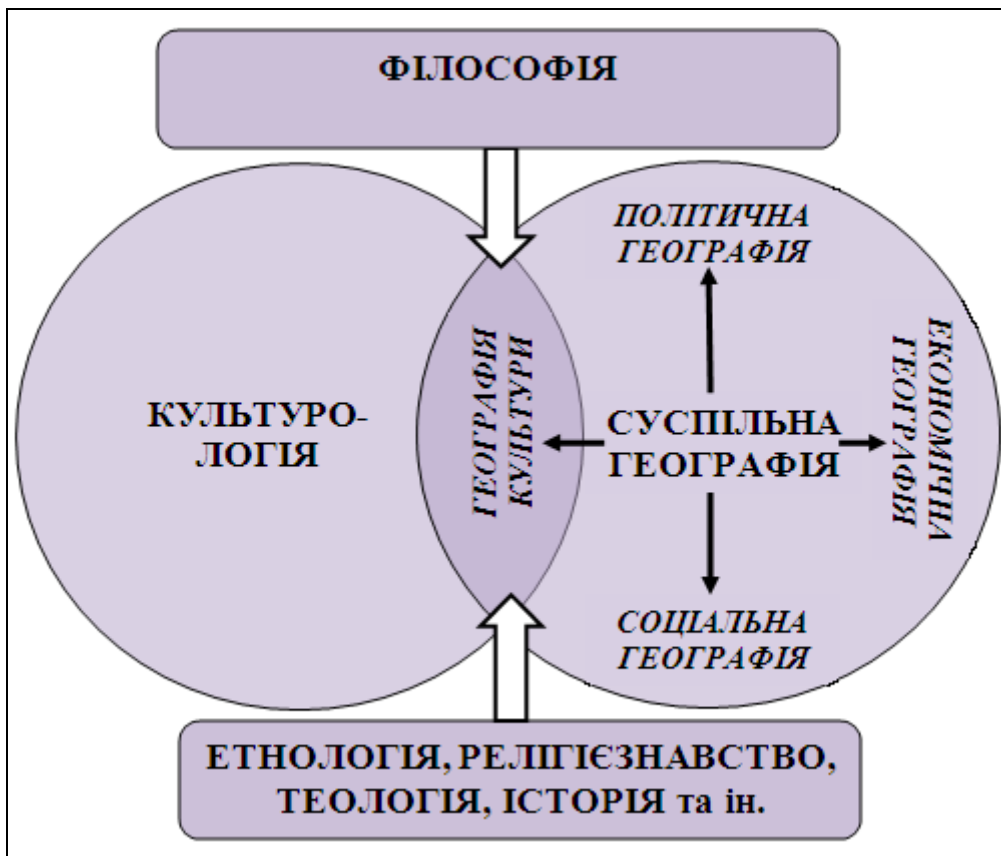 ФІЛОСОФІЯ
ПОЛІТИЧНА
ГЕОГРАФІЯ
КУЛЬТУРО-
ЛОГІЯ
ГЕОГРАФІЯ
КУЛЬТУРИ
СУСПІЛЬНА
ГЕОГРАФІЯ
ЕКОНОМІЧНА
ГЕОГРАФІЯ
СОЦІАЛЬНА
ГЕОГРАФІЯ
ЕТНОЛОГІЯ, РЕЛІГІЄЗНАВСТВО,
ТЕОЛОГІЯ, ІСТОРІЯ та ін.